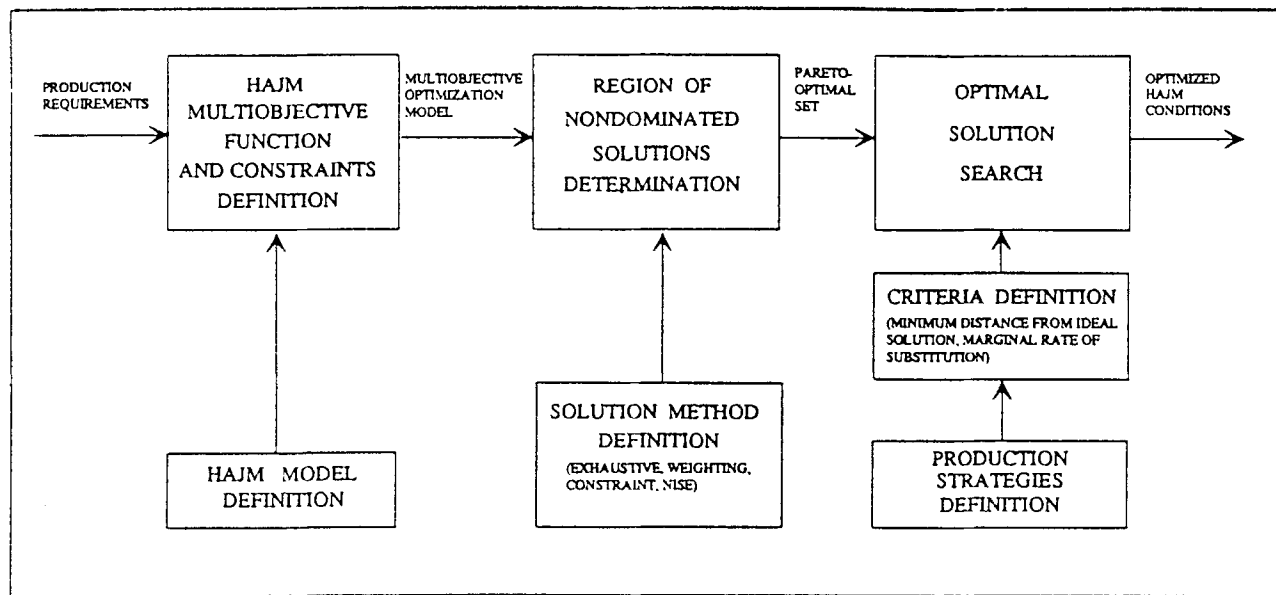 PRODUCTION
REQUIREMENTS
HAJM
MULTIOBJECTIVE
FUNCTION
AND CONSTRAINTS
DEFINITION
MULTIOBJECTIVE
OPTIMIZATION
MODEL
REGION OF
NONDOMINATED
SOLUTIONS
DETERMINATION
PARETO-
OPTIMAL
SET
OPTIMAL
SOLUTION
SEARCH
OPTIMIZED
HAJM
CONDITIONS
HAJM MODEL
DEFINITION
SOLUTION METHOD
DEFINITION
(EXHAUSTIVE, WEIGHTING,
CONSTRAINT, NISE)
CRITERIA DEFINITION
(MINIMUM DISTANCE FROM IDEAL
SOLUTION, MARGINAL RATE OF
SUBSTITUTION)
PRODUCTION
STRATEGIES
DEFINITION